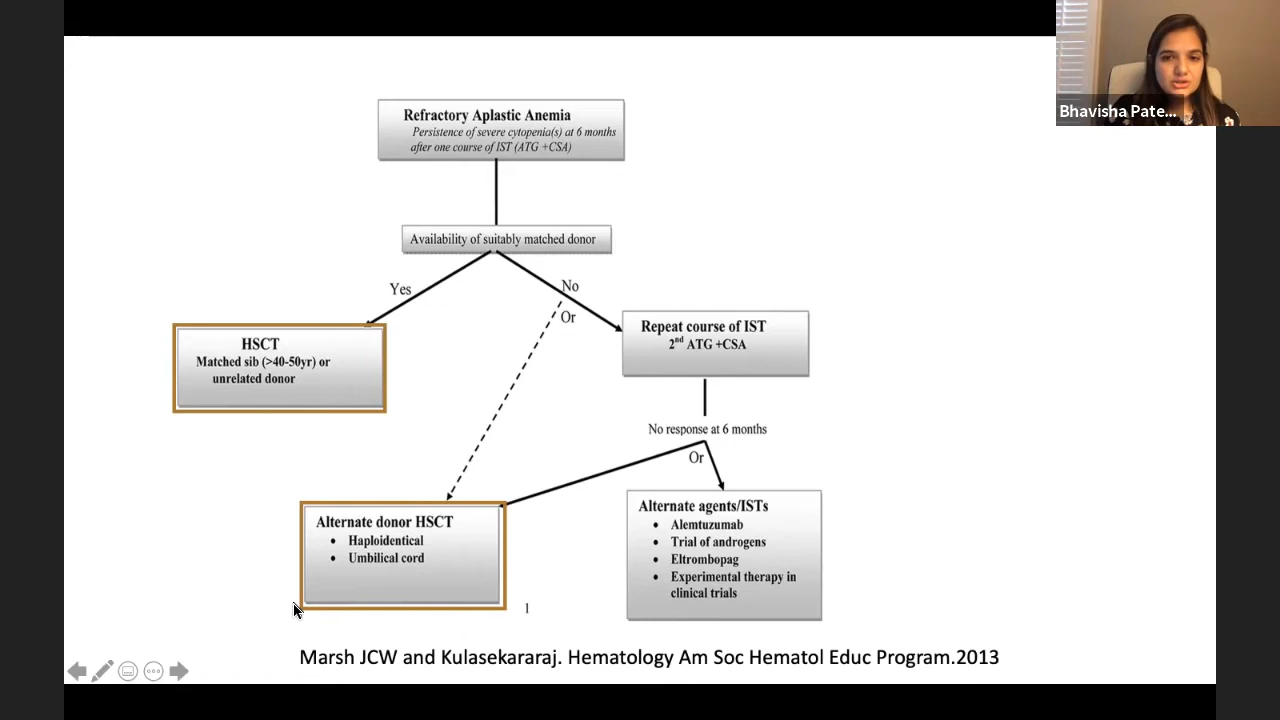 Bhavisha Pate...
Refractory Aplastic Anemia
Persistence of severe cytopenia(s) at 6 months
after one course of IST (ATG +CSA)
Availability of suitably matched donor
Yes
No
Or
HSCT
Matched sib (>40-50yr) or
unrelated donor
Repeat course of IST
2nd ATG +CSA
No response at 6 months
Or
Alternate donor HSCT
• Haploidentical
• Umbilical cord
Alternate agents/ISTs
• Alemtuzumab
• Trial of androgens
• Eltrombopag
• Experimental therapy in
clinical trials
1
Marsh JCW and Kulasekararaj. Hematology Am Soc Hematol Educ Program.2013